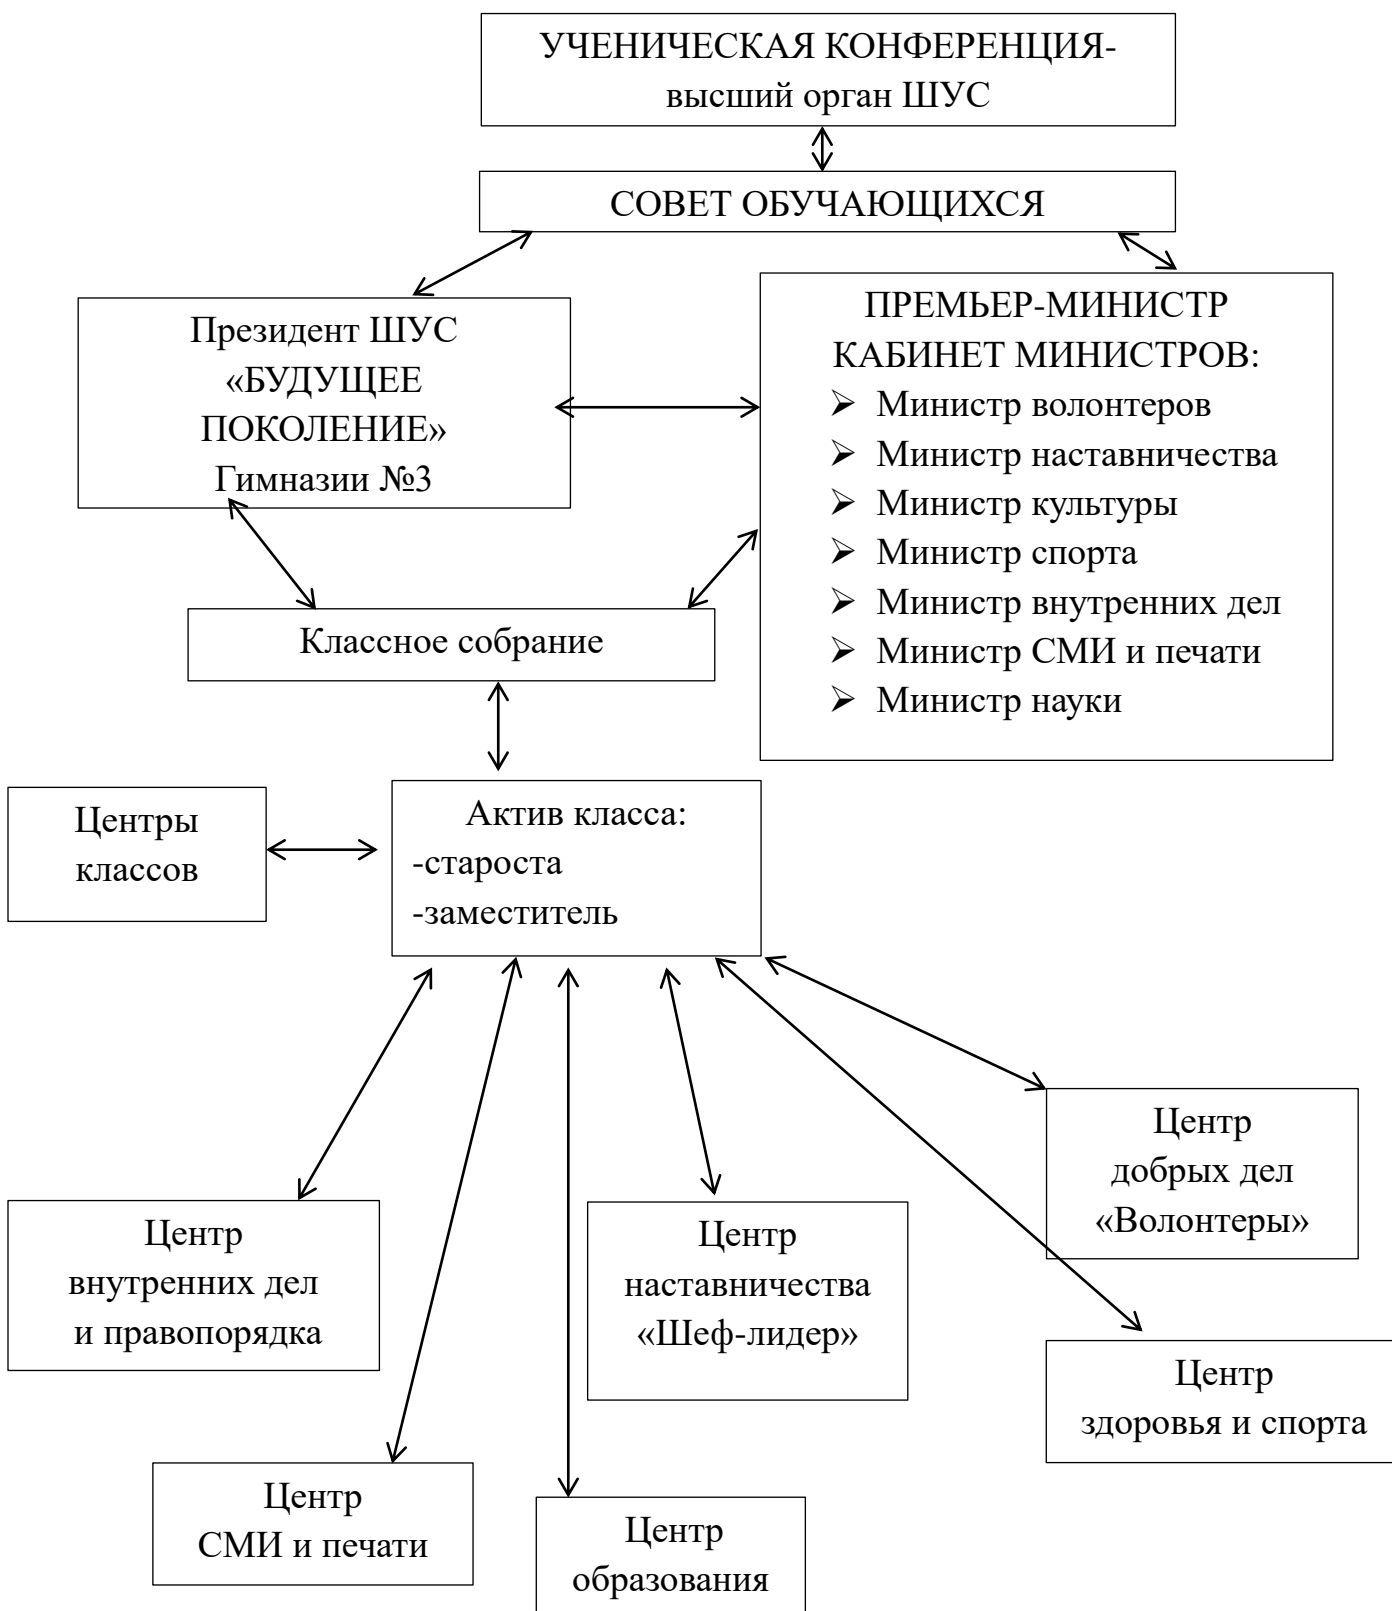 УЧЕНИЧЕСКАЯ КОНФЕРЕНЦИЯ-
высший орган ШУС
СОВЕТ ОБУЧАЮЩИХСЯ
Президент ШУС
«БУДУЩЕЕ
ПОКОЛЕНИЕ»
Гимназии №3
ПРЕМЬЕР-МИНИСТР
КАБИНЕТ МИНИСТРОВ:
➢ Министр волонтеров
➢ Министр наставничества
➢ Министр культуры
➢ Министр спорта
➢ Министр внутренних дел
➢ Министр СМИ и печати
➢ Министр науки
Классное собрание
Центры
классов
Актив класса:
-староста
-заместитель
Центр
добрых дел
«Волонтеры»
Центр
внутренних дел
и правопорядка
Центр
наставничества
«Шеф-лидер»
Центр
здоровья и спорта
Центр
СМИ и печати
Центр
образования